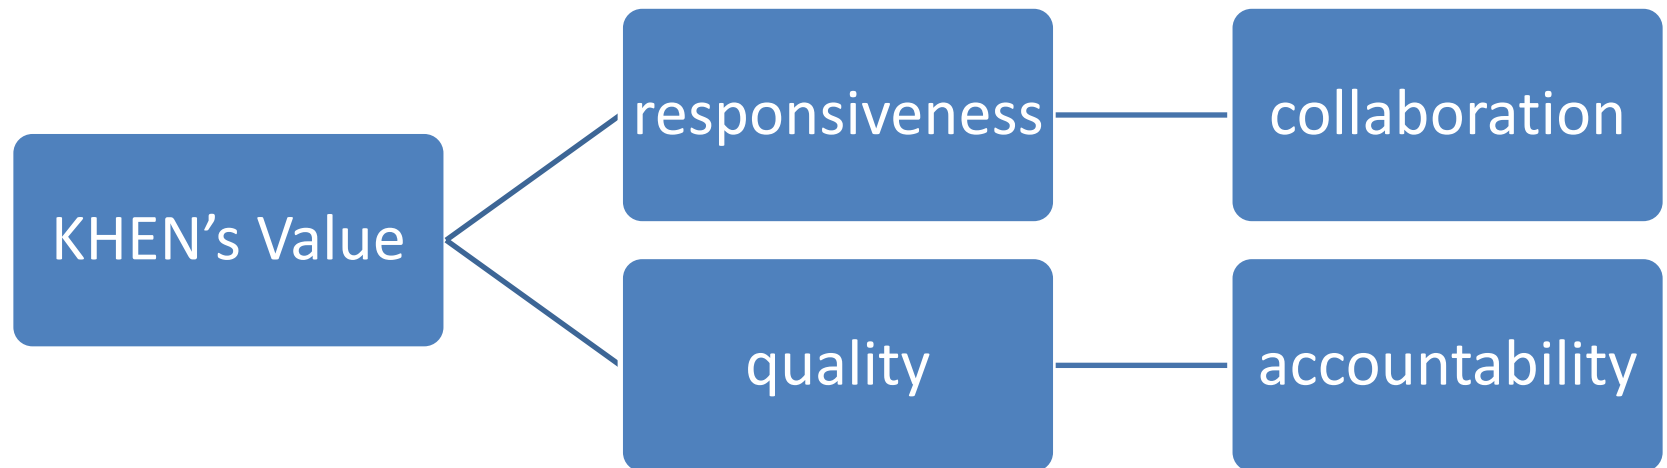 KHEN’s Value
responsiveness
collaboration
quality
accountability